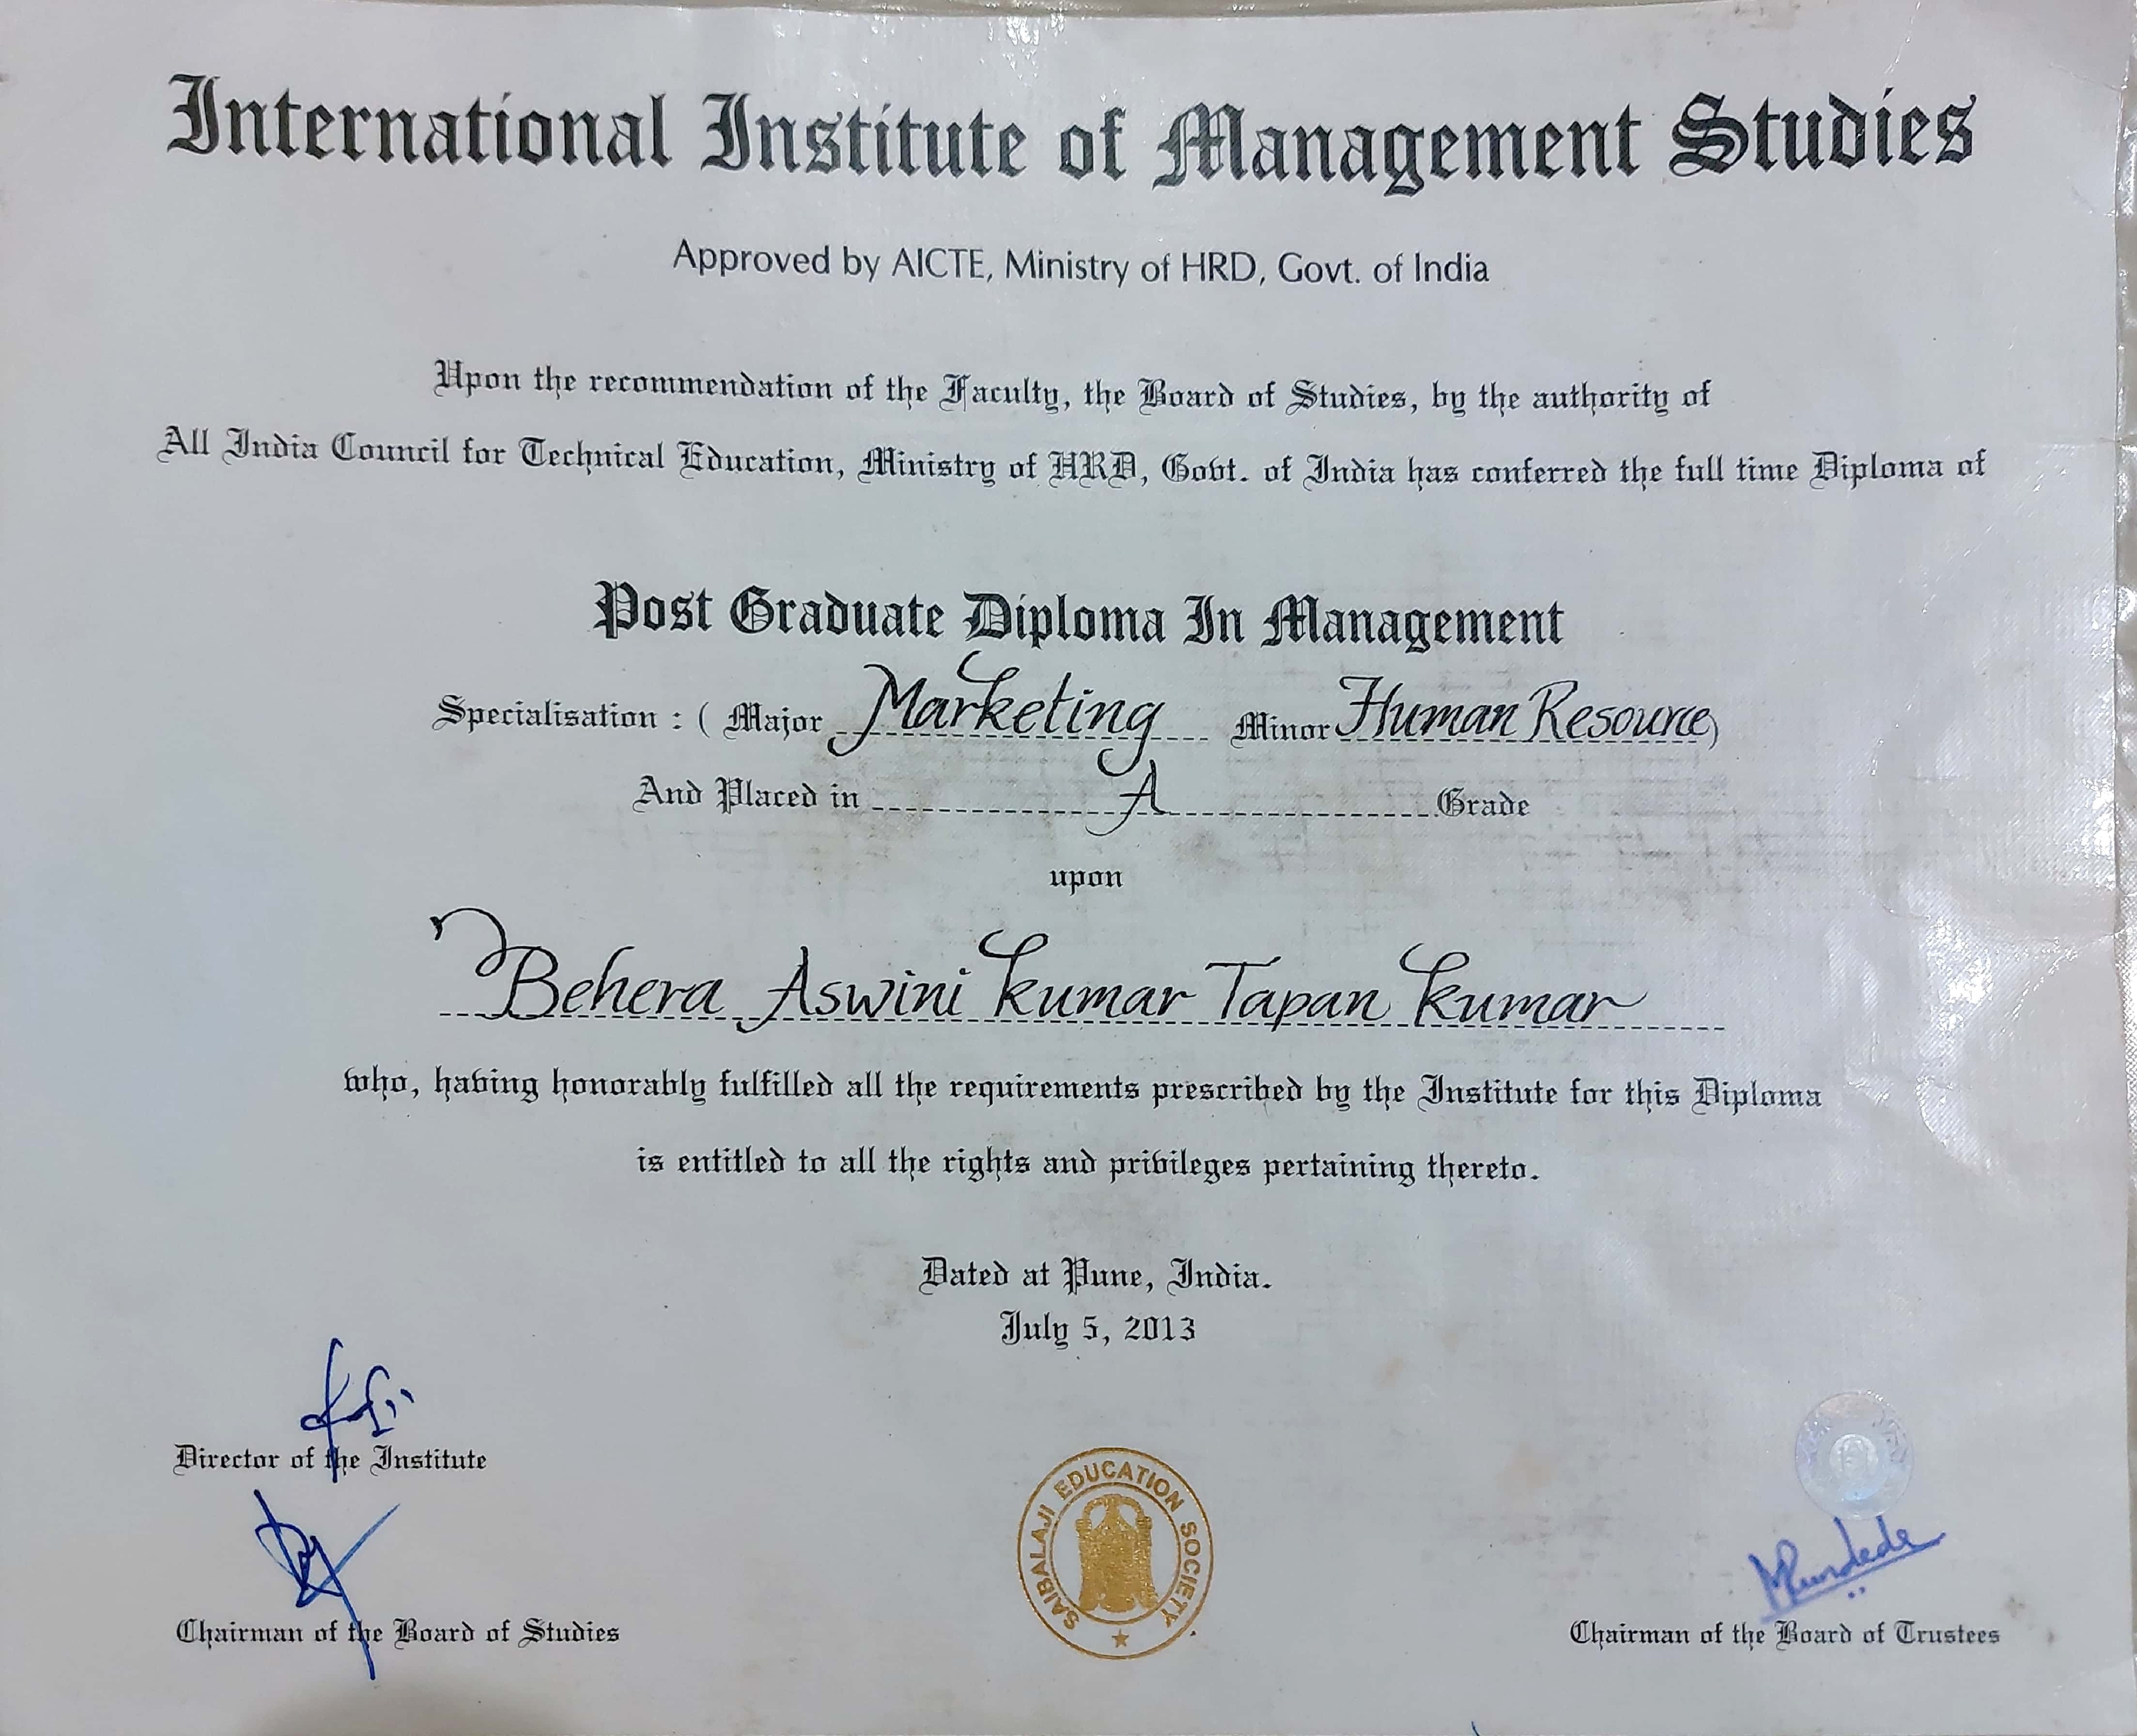 International Institute of Management Studies
Approved by AICTE, Ministry of HRD, Govt. of India
Upon the recommendation of the Faculty, the Board of Studies, by the authority of
All India Council for Technical Education, Ministry of HRD, Govt. of India has conferred the full time Diploma of
Post Graduate Diploma In Management
Specialisation : ( Major Marketing Minor Human Resource)
And Placed in A Grade
upon
Behera Aswini Kumar Tapan Kumar
who, having honorably fulfilled all the requirements prescribed by the Institute for this Diploma
is entitled to all the rights and privileges pertaining thereto.
Dated at Pune, India.
July 5, 2013
Director of the Institute
SAIBALAJI EDUCATION SOCIETY
Chairman of the Board of Studies
Chairman of the Board of Trustees